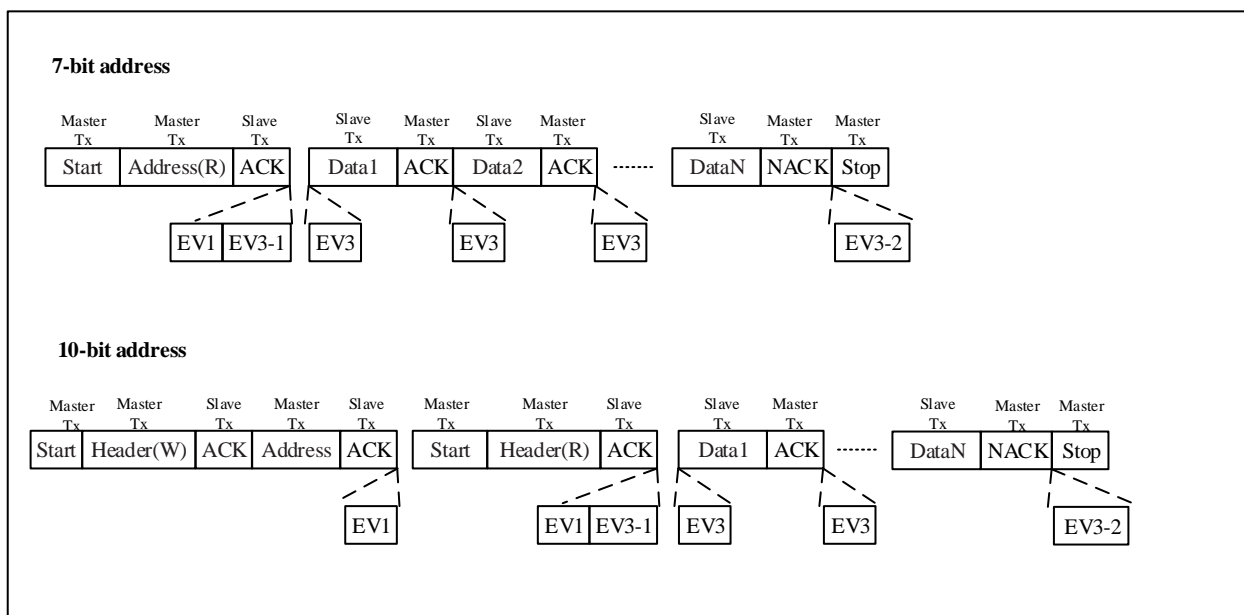 7-bit address
Master Master Slave Slave Master Slave Master Slave Master Master
Tx Tx Tx Tx Tx Tx Tx Tx Tx Tx
Start Address(R) ACK Data1 ACK Data2 ACK DataN NACK Stop
EV1 EV3-1 EV3 EV3 EV3 EV3-2
10-bit address
Master Master Slave Master Slave Master Master Slave Slave Master Slave Master Master
Tx Tx Tx Tx Tx Tx Tx Tx Tx Tx Tx Tx Tx
Start Header(W) ACK Address ACK Start Header(R) ACK Data1 ACK DataN NACK Stop
EV1 EV1 EV3-1 EV3 EV3 EV3-2